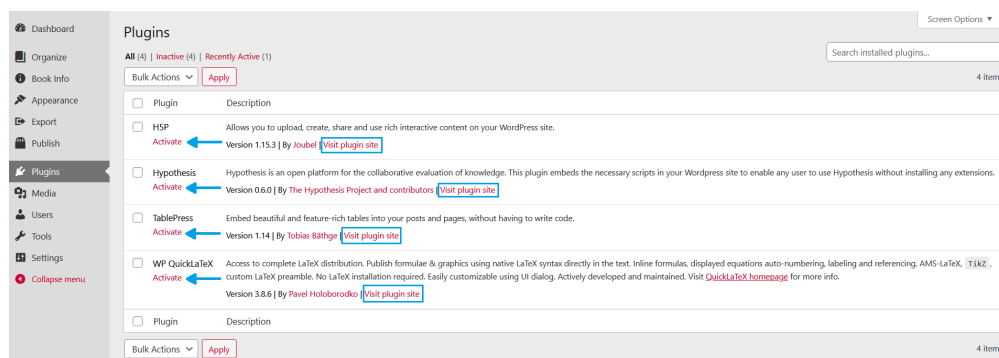 Screen Options ▼
Dashboard
Organize
Book Info
Appearance
Export
Publish
Plugins
Media
Users
Tools
Settings
Collapse menu
Plugins
All (4) | Inactive (4) | Recently Active (1)
Search installed plugins...
Bulk Actions Apply 4 item
Plugin Description
H5P Allows you to upload, create, share and use rich interactive content on your WordPress site.
Activate Version 1.15.3 | By Joubel | Visit plugin site
Hypothesis Hypothesis is an open platform for the collaborative evaluation of knowledge. This plugin embeds the necessary scripts in your Wordpress site to enable any user to use Hypothesis without installing any extensions.
Activate Version 0.6.0 | By The Hypothesis Project and contributors | Visit plugin site
TablePress Embed beautiful and feature-rich tables into your posts and pages, without having to write code.
Activate Version 1.14 | By Tobias Bäthge | Visit plugin site
WP QuickLaTeX Access to complete LaTeX distribution. Publish formulae & graphics using native LaTeX syntax directly in the text. Inline formulas, displayed equations auto-numbering, labeling and referencing, AMS-LaTeX, TikZ ,
Activate custom LaTeX preamble. No LaTeX installation required. Easily customizable using UI dialog. Actively developed and maintained. Visit QuickLaTeX homepage for more info.
Version 3.8.6 | By Pavel Holoborodko | Visit plugin site
Plugin Description
Bulk Actions Apply 4 item